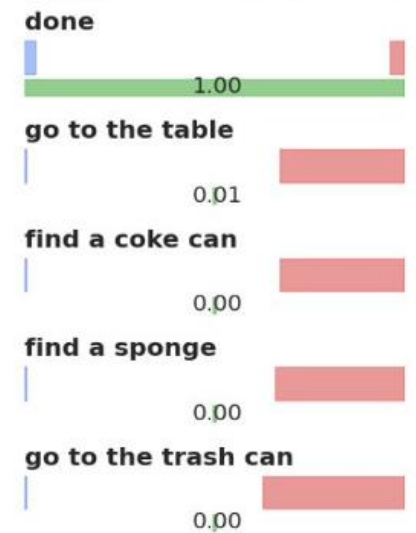 done
1.00
go to the table
0.01
find a coke can
0.00
find a sponge
0.00
go to the trash can
0.00